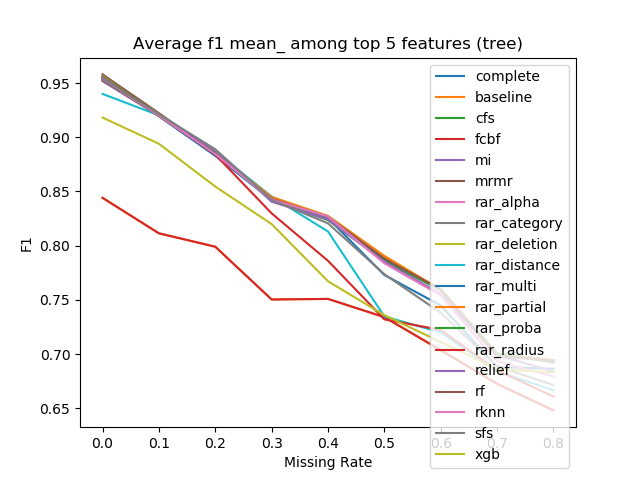 Average f1 mean_ among top 5 features (tree)
F1
0.95
0.90
0.85
0.80
0.75
0.70
0.65
complete
baseline
cfs
fcbf
mi
mrmr
rar_alpha
rar_category
rar_deletion
rar_distance
rar_multi
rar_partial
rar_proba
rar_radius
relief
rf
rknn
sfs
xgb
0.0 0.1 0.2 0.3 0.4 0.5 0.6 0.7 0.8
Missing Rate